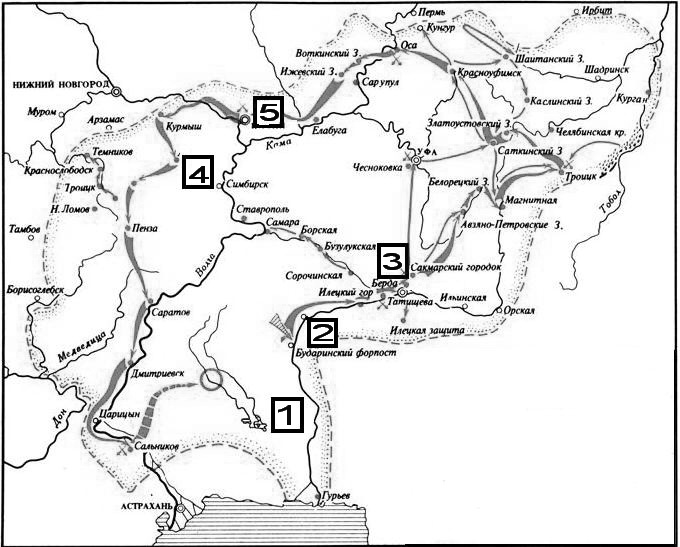 Пермь
Ирбит
Кунгур
Оса
Воткинский З.
Шайтанский З.
Ижевский З.
Красноуфимск
Шадринск
НИЖНИЙ НОВГОРОД
Сарапул
Каслинский З.
Курган
Муром
Арзамас
5
Курмыш
Елабуга
Златоустовский З.
Челябинская кр.
Кама
Темников
УФА
Саткинский З
Краснослободск
4
Чесноковка
Троицк
Троицк
Симбирск
Белорецкий З.
Тобол
Н. Ломов
Магнитная
Ставрополь
Тамбов
Пенза
Самара
Борская
Авзяно-Петровские З.
Волга
Бузулукская
3
Сорочинская
Сакмарский городок
Борисоглебск
Берда
Илецкий гор
Татищева
Ильинская
Орская
Саратов
2
Илецкая защита
Медведица
Бударинский форпост
Дмитриевск
Дон
Царицын
1
Сальников
Гурьев
АСТРАХАНЬ